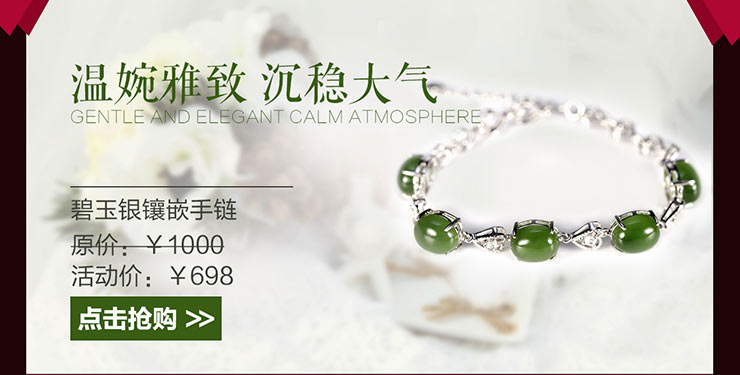 温婉雅致 沉稳大气
GENTLE AND ELEGANT CALM ATMOSPHERE
碧玉银镶嵌手链
原价：￥1000
活动价：￥698
点击抢购 >>